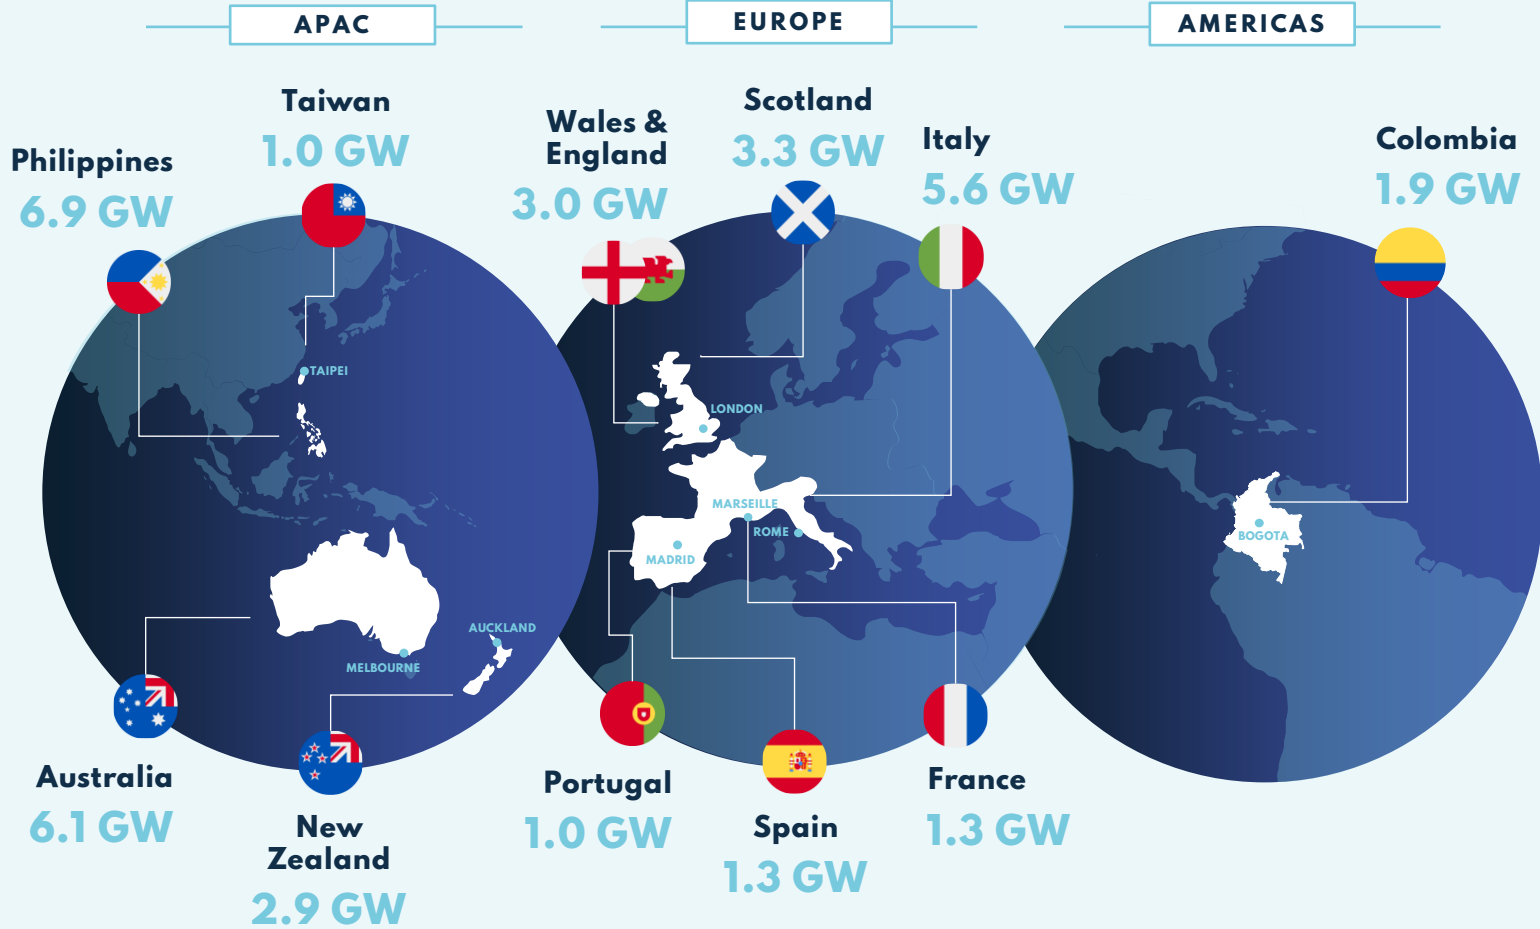 APAC
EUROPE
AMERICAS
Taiwan
1.0 GW
Philippines
6.9 GW
Wales &
England
3.0 GW
Scotland
3.3 GW
Italy
5.6 GW
Colombia
1.9 GW
TAIPEI
LONDON
MARSEILLE
ROME
MADRID
BOGOTA
AUCKLAND
MELBOURNE
Australia
6.1 GW
New
Zealand
2.9 GW
Portugal
1.0 GW
Spain
1.3 GW
France
1.3 GW